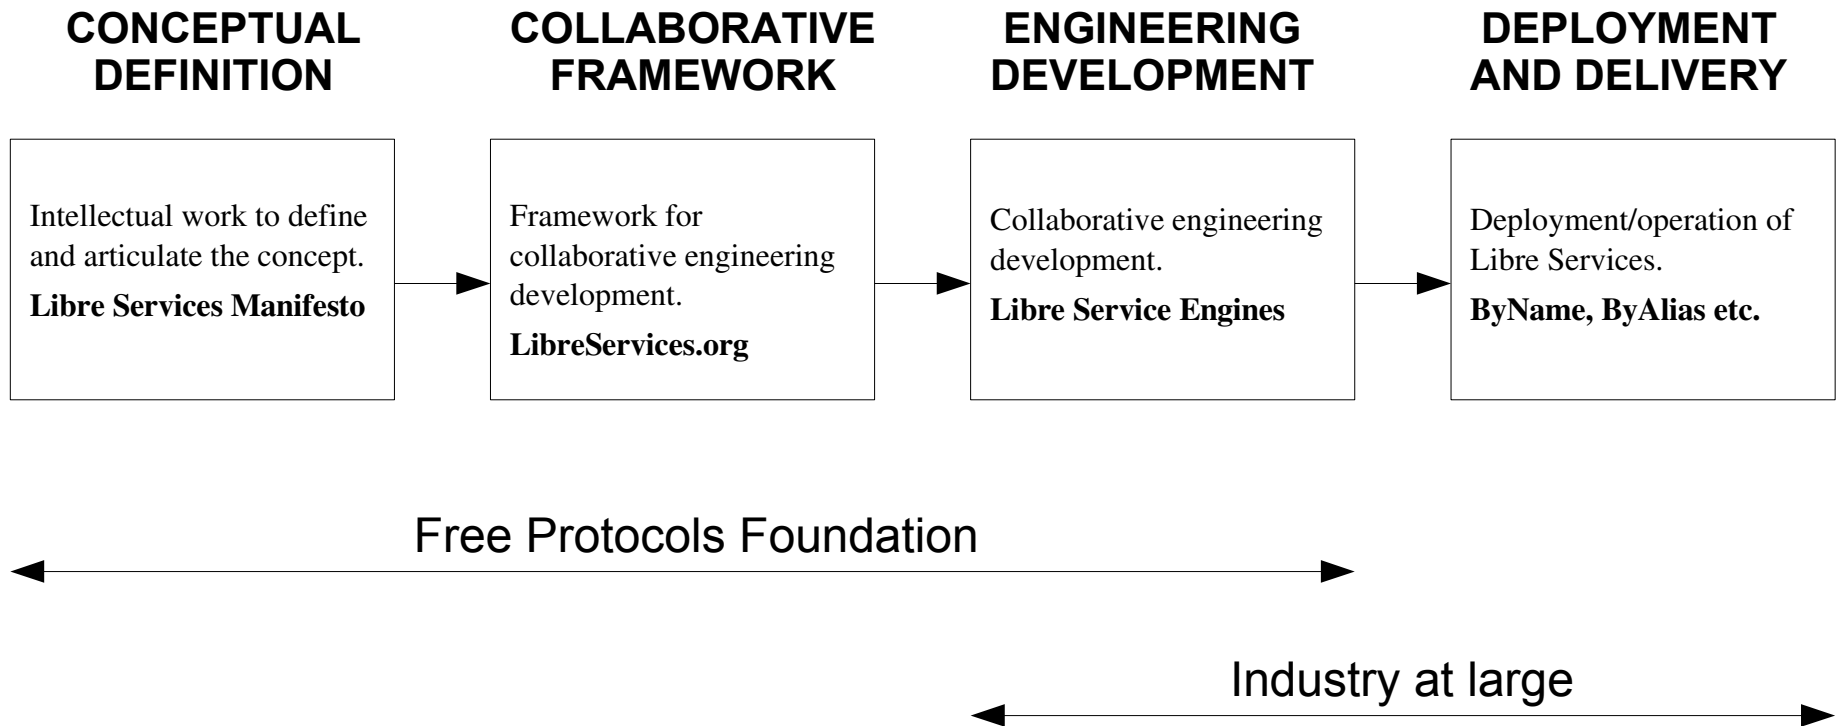 CONCEPTUAL
DEFINITION
COLLABORATIVE
FRAMEWORK
ENGINEERING
DEVELOPMENT
DEPLOYMENT
AND DELIVERY
Intellectual work to define
and articulate the concept.
Libre Services Manifesto
Framework for
collaborative engineering
development.
LibreServices.org
Collaborative engineering
development.
Libre Service Engines
Deployment/operation of
Libre Services.
ByName, ByAlias etc.
Free Protocols Foundation
Industry at large